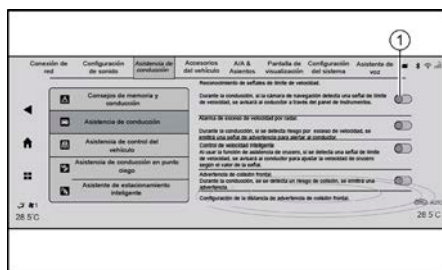 1
Conexión de red
Configuración de sonido
Asistencia de conducción
Accesorios del vehículo
A/A & Asientos
Pantalla de visualización
Configuración del sistema
Asistente de voz
Reconocimiento de señales de límite de velocidad.
Durante la conducción, si la cámara de navegación detecta una señal de límite
de velocidad, se avisará al conductor a través del panel de instrumentos.
Alarma de exceso de velocidad por radar.
Durante la conducción, si se detecta riesgo por exceso de velocidad, se
emitirá una señal de advertencia para alertar al conductor.
Control de velocidad inteligente
Al usar la función de asistencia de crucero, si se detecta una señal de límite
de velocidad, se avisará al conductor para ajustar la velocidad de crucero
según el valor de la señal.
Advertencia de colisión frontal.
Durante la conducción, se se detecta un riesgo de colisión, se emitirá una
advertencia.
Configuración de la distancia de advertencia de colisión frontal.
Consejos de memoria y
conducción
Asistencia de conducción
Asistencia de control del
vehículo
Asistencia de conducción en punto
ciego
Asistente de estacionamiento
inteligente
28.5°C
AUTO
28.5°C